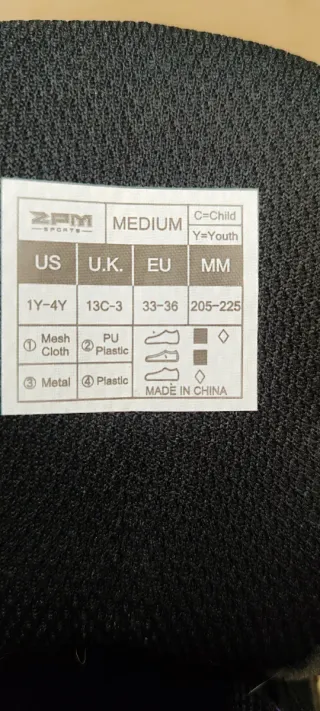 2PM
SPORTS
MEDIUM
C=Child
Y=Youth
US U.K. EU MM
1Y-4Y 13C-3 33-36 205-225
① Mesh Cloth ② PU Plastic
③ Metal ④ Plastic
MADE IN CHINA